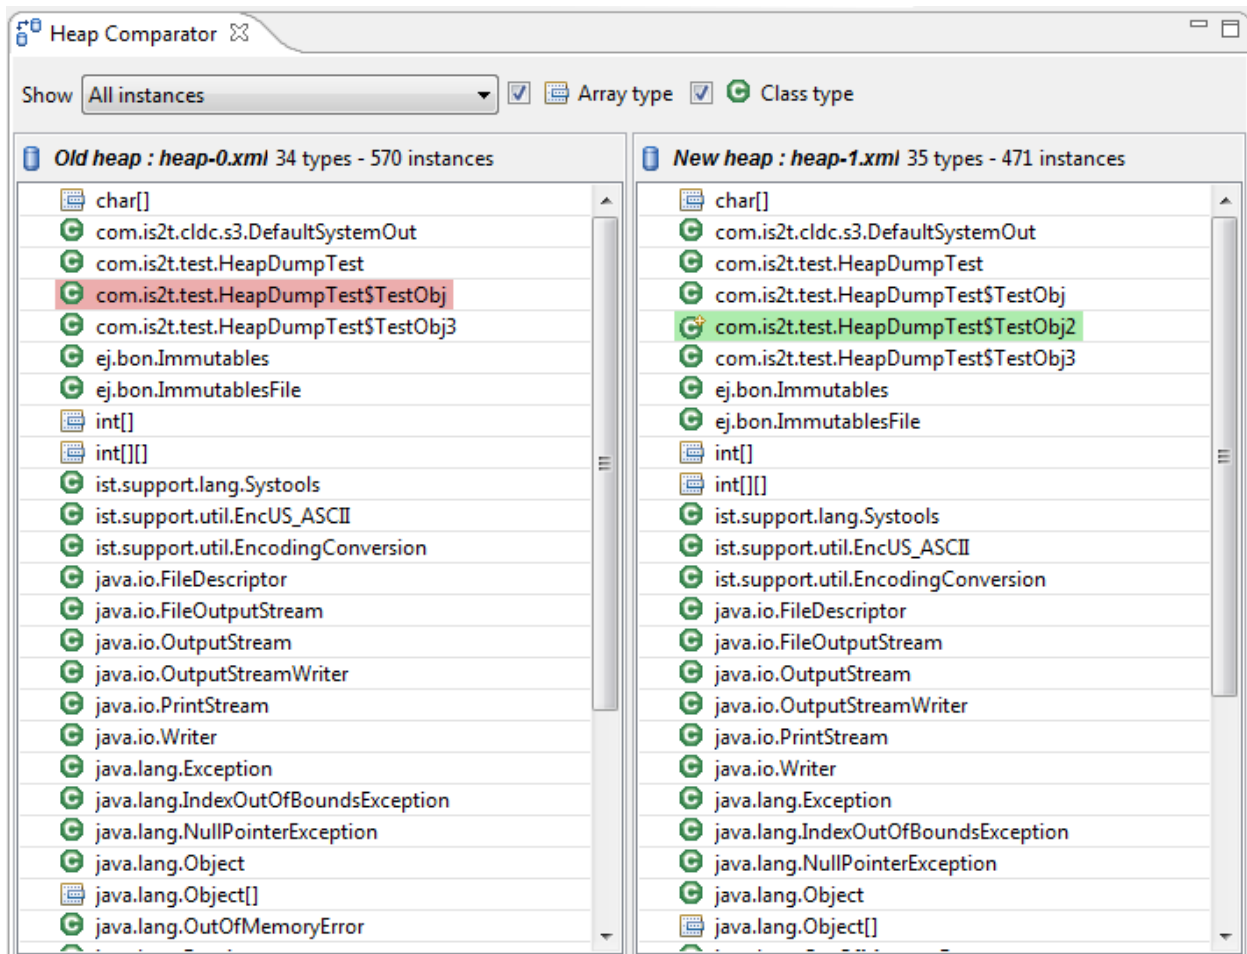 Heap Comparator
Show All instances Array type Class type
Old heap : heap-0.xml 34 types - 570 instances
char[]
com.is2t.cldc.s3.DefaultSystemOut
com.is2t.test.HeapDumpTest
com.is2t.test.HeapDumpTest$TestObj
com.is2t.test.HeapDumpTest$TestObj3
ej.bon.Immutables
ej.bon.ImmutablesFile
int[]
int[][]
ist.support.lang.Systools
ist.support.util.EncUS_ASCII
ist.support.util.EncodingConversion
java.io.FileDescriptor
java.io.FileOutputStream
java.io.OutputStream
java.io.OutputStreamWriter
java.io.PrintStream
java.io.Writer
java.lang.Exception
java.lang.IndexOutOfBoundsException
java.lang.NullPointerException
java.lang.Object
java.lang.Object[]
java.lang.OutOfMemoryError
New heap : heap-1.xml 35 types - 471 instances
char[]
com.is2t.cldc.s3.DefaultSystemOut
com.is2t.test.HeapDumpTest
com.is2t.test.HeapDumpTest$TestObj
com.is2t.test.HeapDumpTest$TestObj2
com.is2t.test.HeapDumpTest$TestObj3
ej.bon.Immutables
ej.bon.ImmutablesFile
int[]
int[][]
ist.support.lang.Systools
ist.support.util.EncUS_ASCII
ist.support.util.EncodingConversion
java.io.FileDescriptor
java.io.FileOutputStream
java.io.OutputStream
java.io.OutputStreamWriter
java.io.PrintStream
java.io.Writer
java.lang.Exception
java.lang.IndexOutOfBoundsException
java.lang.NullPointerException
java.lang.Object
java.lang.Object[]